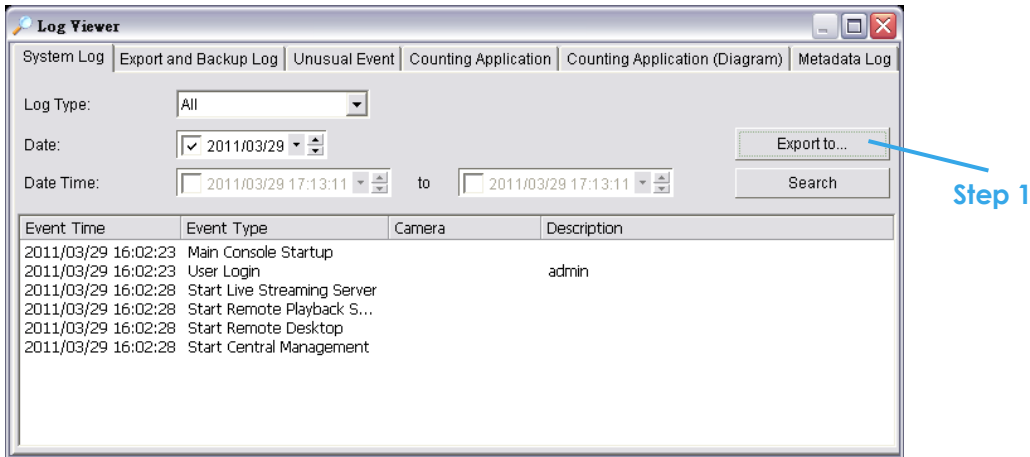 Log Viewer
System Log Export and Backup Log Unusual Event Counting Application Counting Application (Diagram) Metadata Log
Log Type: All
Date: 2011/03/29 Export to...
Date Time: 2011/03/29 17:13:11 to 2011/03/29 17:13:11 Search
Step 1
Event Time Event Type Camera Description
2011/03/29 16:02:23 Main Console Startup
2011/03/29 16:02:23 User Login admin
2011/03/29 16:02:28 Start Live Streaming Server
2011/03/29 16:02:28 Start Remote Playback S...
2011/03/29 16:02:28 Start Remote Desktop
2011/03/29 16:02:28 Start Central Management